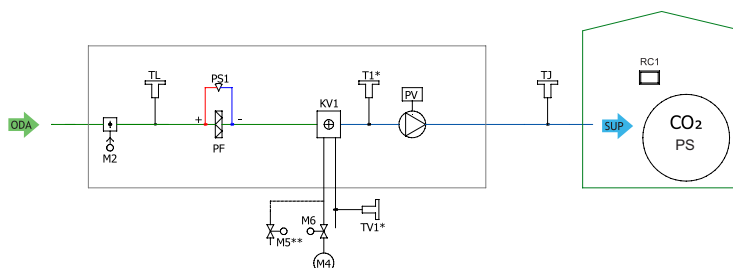 TL
PS1
T1*
TJ
RC1
PV
KV1
ODA
+
-
SUP
CO₂
PS
PF
M2
M6
M5**
TV1*
M4